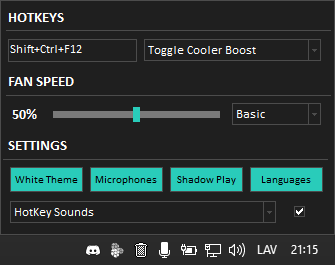 HOTKEYS
Shift+Ctrl+F12 Toggle Cooler Boost
FAN SPEED
50% Basic
SETTINGS
White Theme Microphones Shadow Play Languages
HotKey Sounds
LAV 21:15